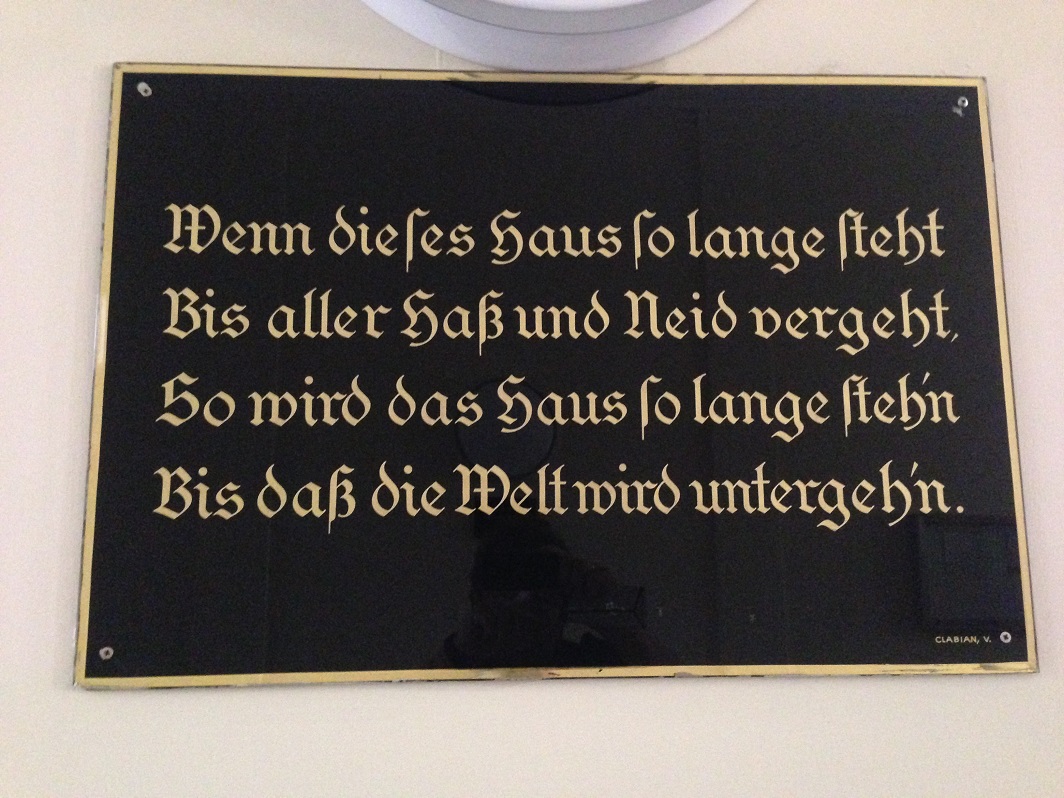 Wenn dieſes Haus ſo lange ſteht
Bis aller Haß und Neid vergeht,
So wird das Haus ſo lange ſteh'n
Bis daß die Welt wird untergeh'n.
CLABIAN, V.